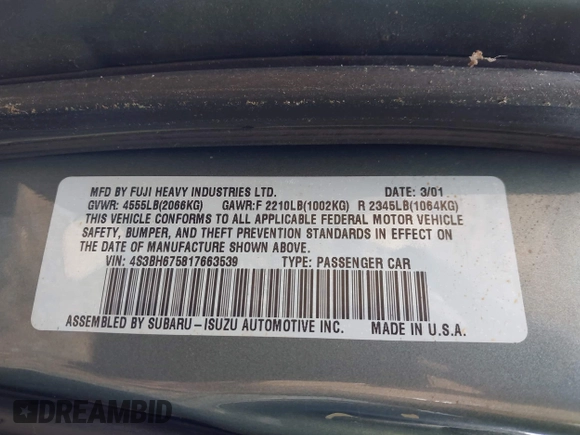 MFD BY FUJI HEAVY INDUSTRIES LTD. DATE: 3/01
GVWR: 4555LB(2066KG) GAWR:F 2210LB(1002KG) R 2345LB(1064KG)
THIS VEHICLE CONFORMS TO ALL APPLICABLE FEDERAL MOTOR VEHICLE
SAFETY, BUMPER, AND THEFT PREVENTION STANDARDS IN EFFECT ON
THE DATE OF MANUFACTURE SHOWN ABOVE.
VIN: 4S3BH675817663539 TYPE: PASSENGER CAR
ASSEMBLED BY SUBARU-ISUZU AUTOMOTIVE INC. MADE IN U.S.A.
DREAMBID